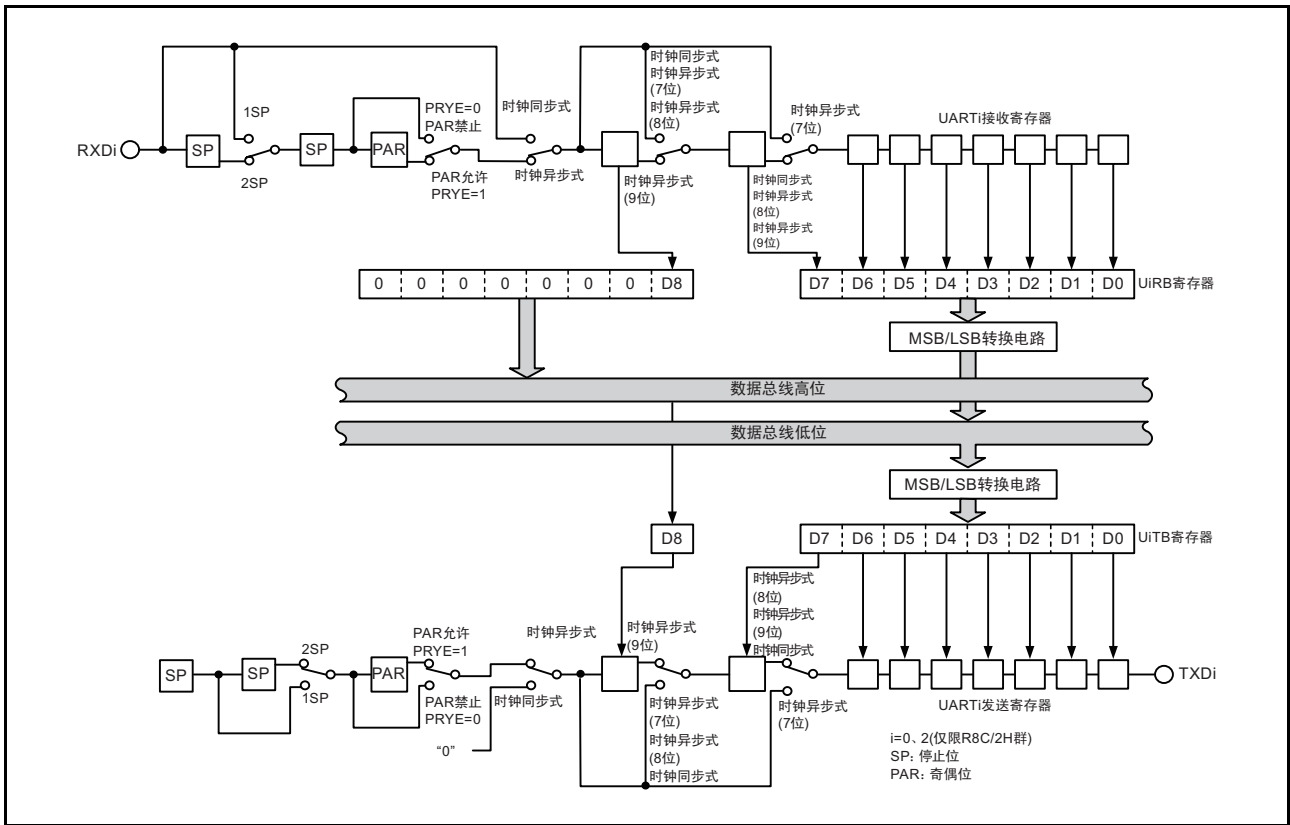 RXDi
1SP
SP
2SP
SP
PAR
PRYE=0
PAR禁止
PAR允许
PRYE=1
时钟同步式
时钟异步式
时钟同步式
时钟异步式
(7位)
时钟异步式
(8位)
时钟异步式
(9位)
时钟异步式
(7位)
时钟同步式
时钟异步式
(8位)
时钟异步式
(9位)
UARTi接收寄存器
0 0 0 0 0 0 0 D8
D7 D6 D5 D4 D3 D2 D1 D0
UiRB寄存器
MSB/LSB转换电路
数据总线高位
数据总线低位
MSB/LSB转换电路
D8
D7 D6 D5 D4 D3 D2 D1 D0
UiTB寄存器
时钟异步式
(8位)
时钟异步式
(9位)
时钟同步式
SP
SP
2SP
1SP
PAR
PAR允许
PRYE=1
PAR禁止
PRYE=0
时钟异步式
时钟同步式
“0”
时钟异步式
(9位)
时钟异步式
(7位)
时钟异步式
(8位)
时钟同步式
时钟异步式
(7位)
TXDi
UARTi发送寄存器
i=0、2(仅限R8C/2H群)
SP: 停止位
PAR: 奇偶位